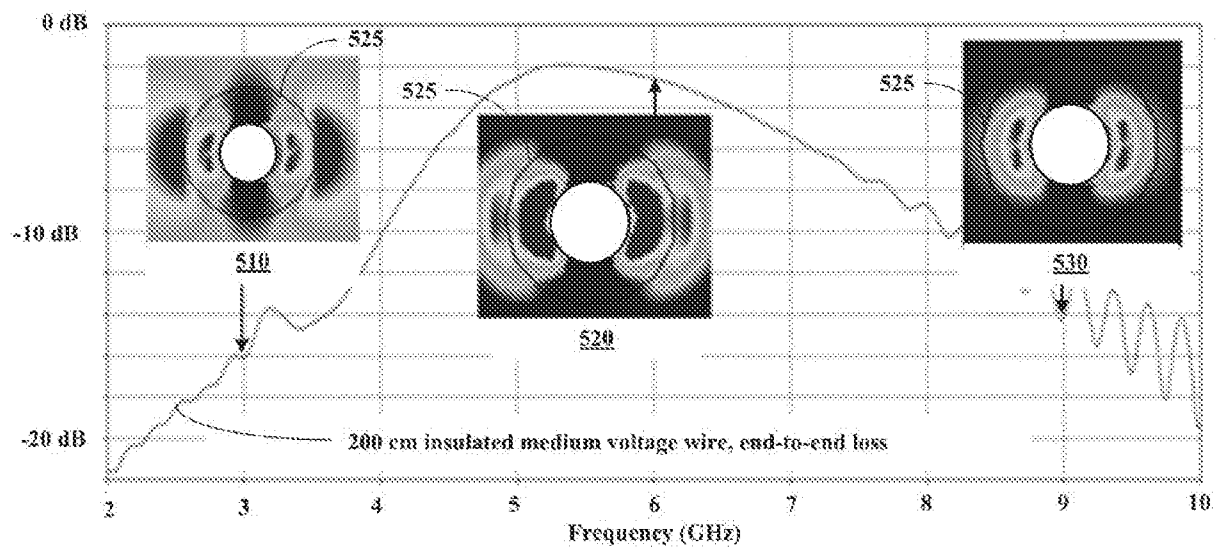 0 dB
525
525
525
-10 dB
510
520
530
-20 dB
200 cm insulated medium voltage wire, end-to-end loss
2 3 4 5 6 7 8 9 10
Frequency (GHz)